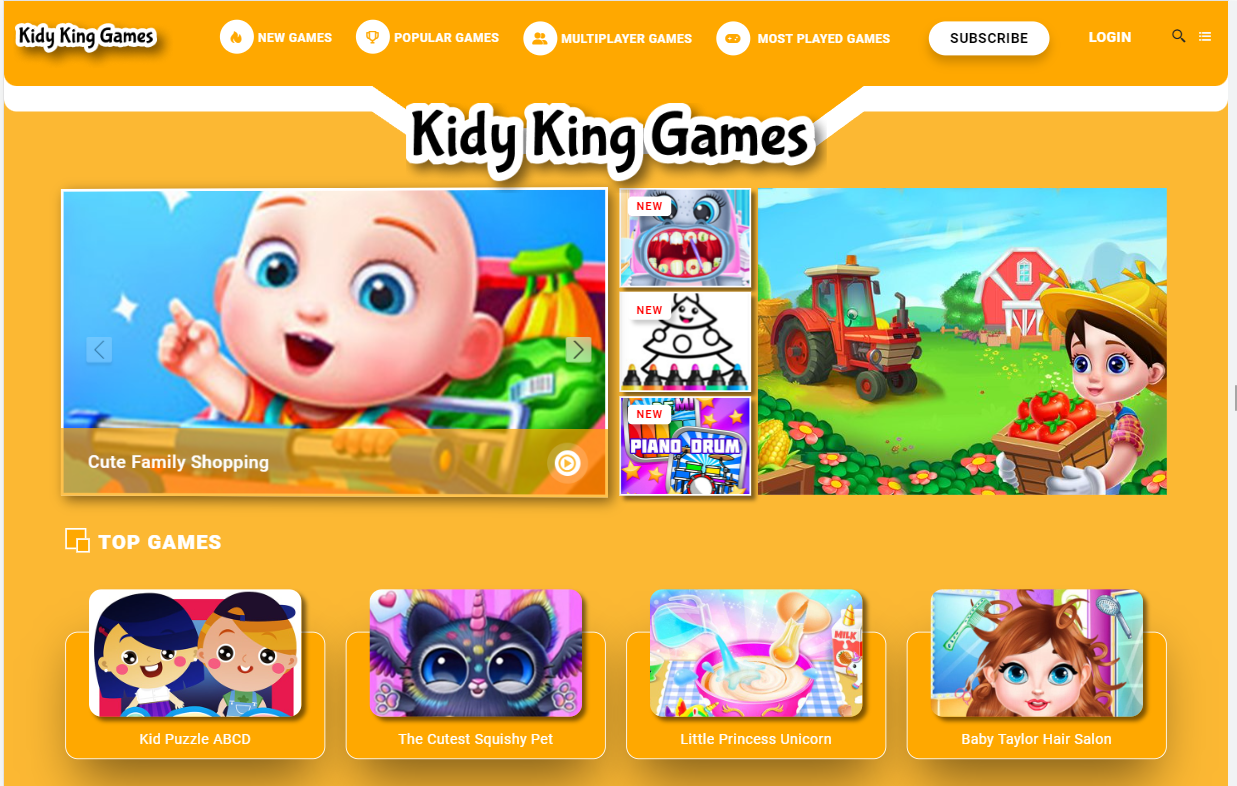 Kidy King Games
NEW GAMES
POPULAR GAMES
MULTIPLAYER GAMES
MOST PLAYED GAMES
SUBSCRIBE
LOGIN
Kidy King Games
NEW
NEW
NEW
PIANO DRUM
Cute Family Shopping
TOP GAMES
MILK
Kid Puzzle ABCD
The Cutest Squishy Pet
Little Princess Unicorn
Baby Taylor Hair Salon